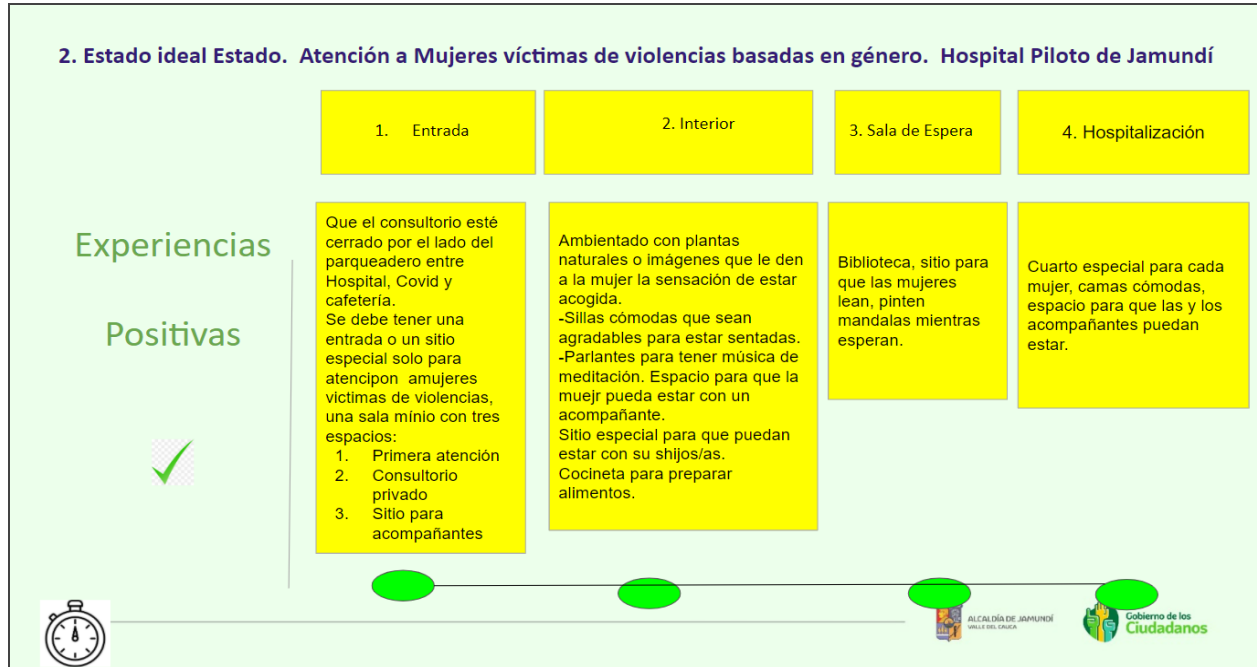 2. Estado ideal Estado.  Atención a Mujeres víctimas de violencias basadas en género.  Hospital Piloto de Jamundí
1. Entrada
2. Interior
3. Sala de Espera
4. Hospitalización
Experiencias
Positivas
Que el consultorio esté
cerrado por el lado del
parqueadero entre
Hospital, Covid y
cafetería.
Se debe tener una
entrada o un sitio
especial solo para
atencipon  amujeres
victimas de violencias,
una sala mínio con tres
espacios:
1. Primera atención
2. Consultorio
privado
3. Sitio para
acompañantes
Ambientado con plantas
naturales o imágenes que le den
a la mujer la sensación de estar
acogida.
-Sillas cómodas que sean
agradables para estar sentadas.
-Parlantes para tener música de
meditación. Espacio para que la
muejr pueda estar con un
acompañante.
Sitio especial para que puedan
estar con su shijos/as.
Cocineta para preparar
alimentos.
Biblioteca, sitio para
que las mujeres
lean, pinten
mandalas mientras
esperan.
Cuarto especial para cada
mujer, camas cómodas,
espacio para que las y los
acompañantes puedan
estar.
ALCALDÍA DE JAMUNDÍ
VALLE DEL CAUCA
Gobierno de los
Ciudadanos